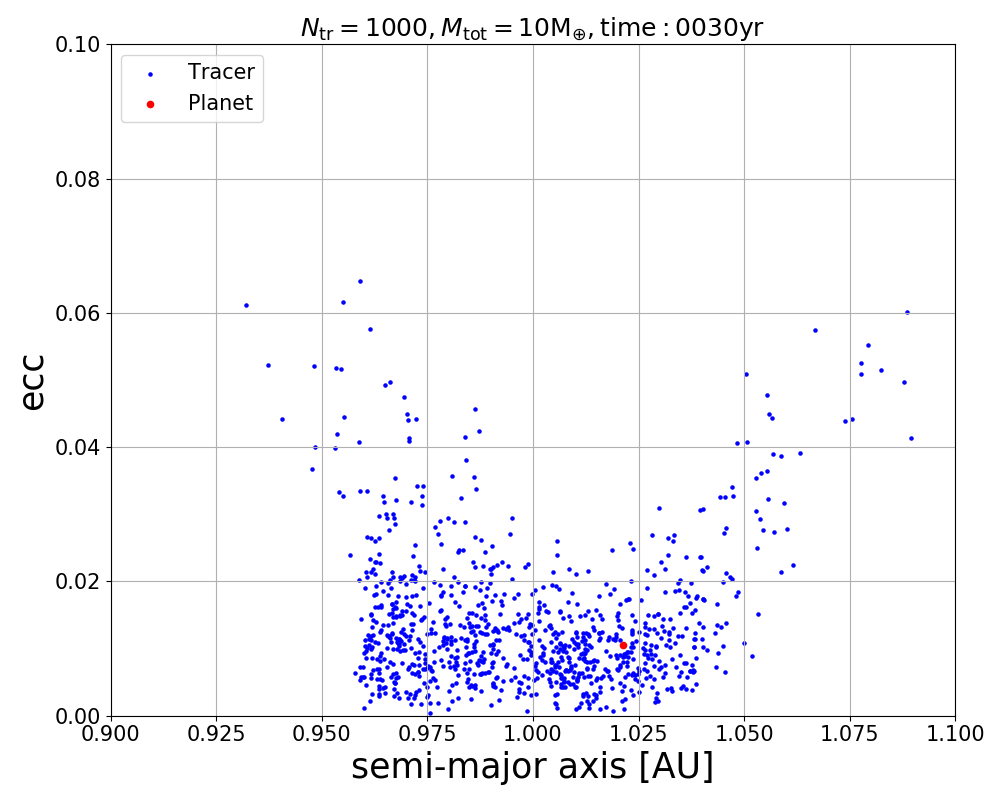 N_tr = 1000, M_tot = 10M_⊕, time : 0030yr
Tracer
Planet
0.10
0.08
0.06
0.04
0.02
0.00
ecc
0.900 0.925 0.950 0.975 1.000 1.025 1.050 1.075 1.100
semi-major axis [AU]